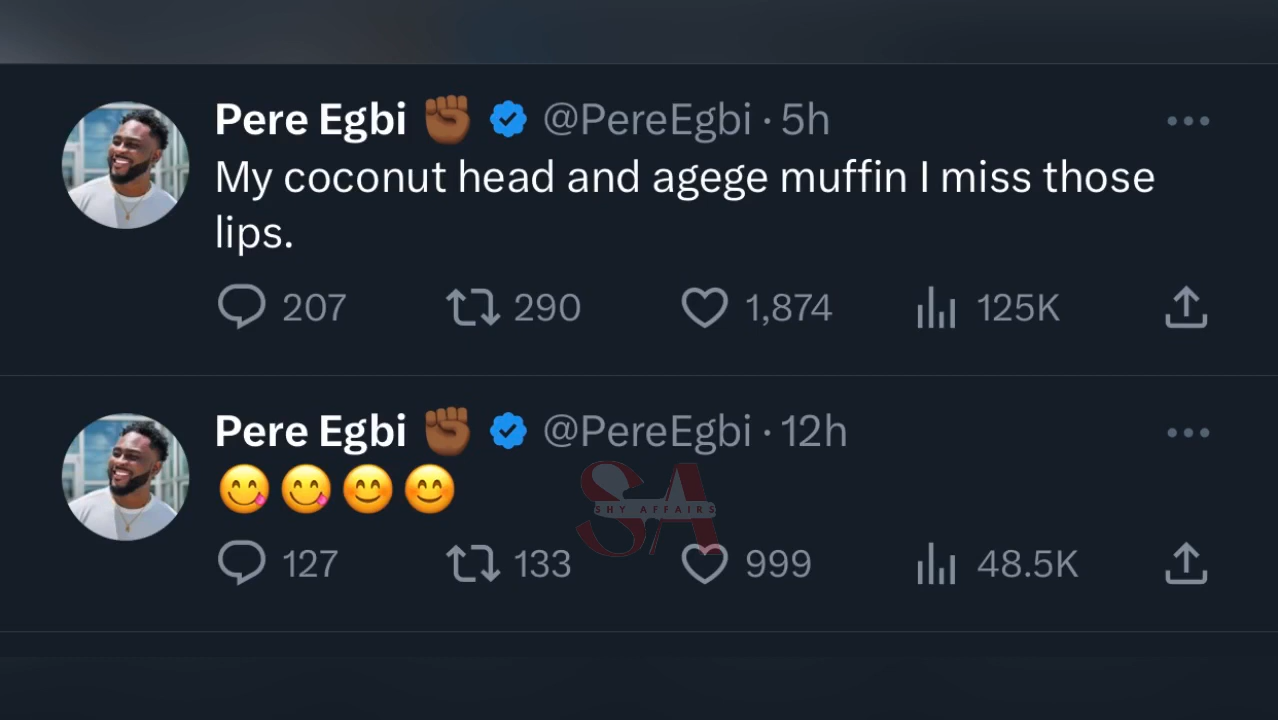 Pere Egbi ✊🏾 @PereEgbi · 5h
My coconut head and agege muffin I miss those
lips.
207 290 1,874 125K
Pere Egbi ✊🏾 @PereEgbi · 12h
😋😋😊😊
SA
SHY AFFAIRS
127 133 999 48.5K